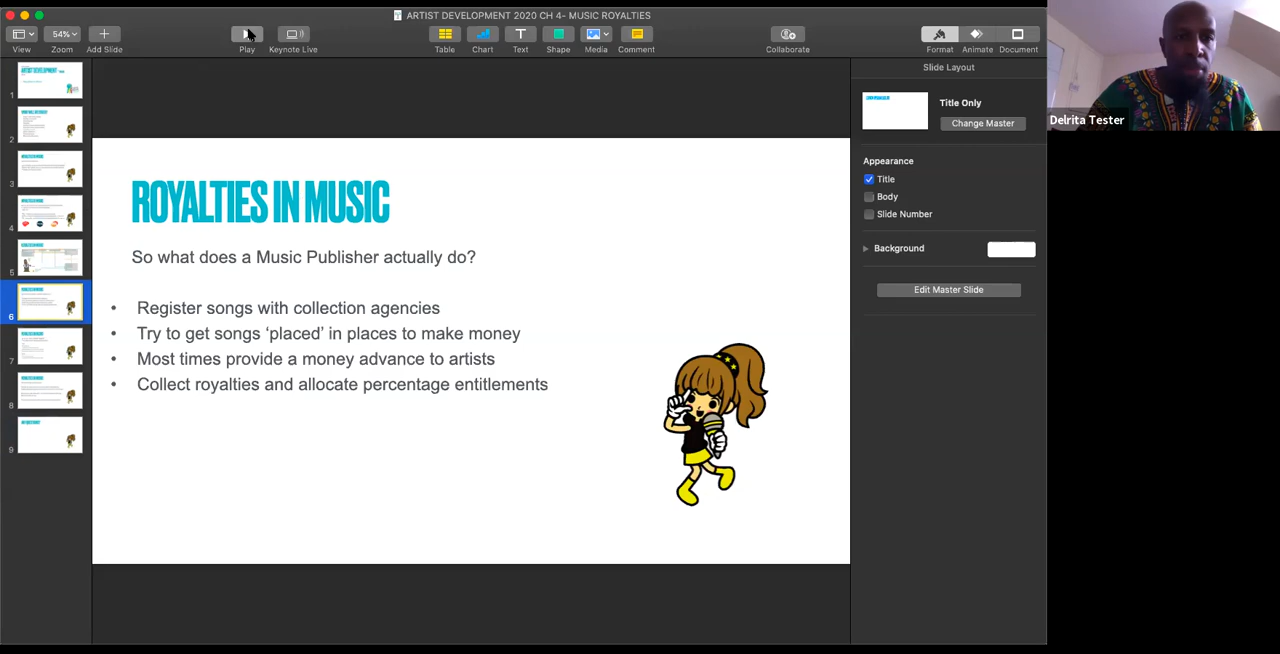 ARTIST DEVELOPMENT 2020 CH 4- MUSIC ROYALTIES
54%
View
Zoom
Add Slide
Play
Keynote Live
Table
Chart
Text
Shape
Media
Comment
Collaborate
Format
Animate
Document
Slide Layout
Title Only
Change Master
Appearance
Title
Body
Slide Number
Background
Edit Master Slide
1
2
3
4
5
6
7
8
9
ROYALTIES IN MUSIC
So what does a Music Publisher actually do?
• Register songs with collection agencies
• Try to get songs ‘placed’ in places to make money
• Most times provide a money advance to artists
• Collect royalties and allocate percentage entitlements
Delrita Tester